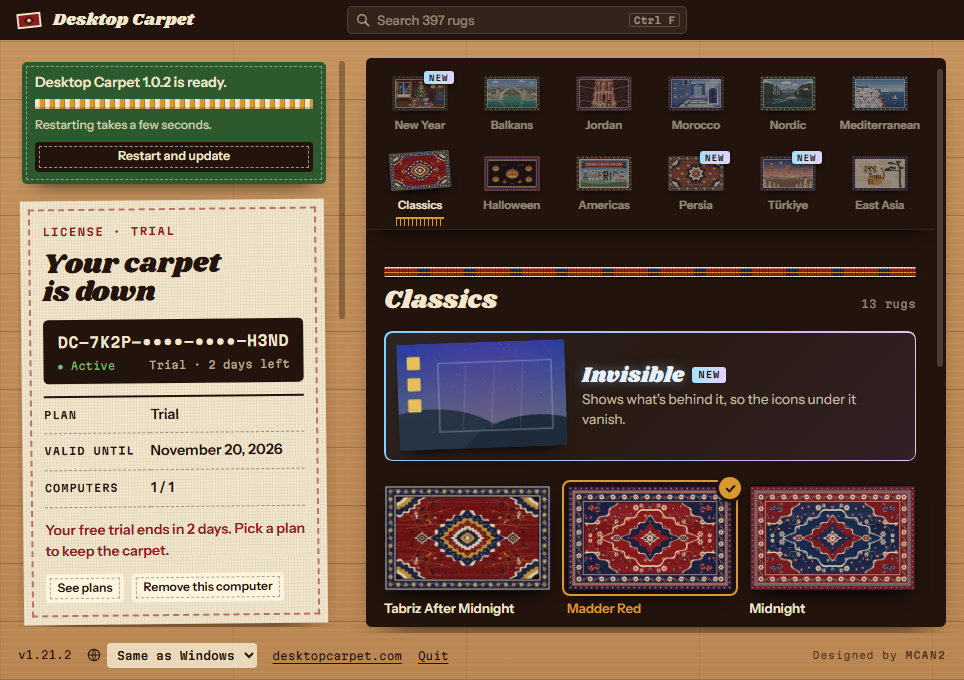 Desktop Carpet
Search 397 rugs
Ctrl F
Desktop Carpet 1.0.2 is ready.
Restarting takes a few seconds.
Restart and update
LICENSE · TRIAL
Your carpet
is down
DC-7K2P-••••-••••-H3ND
• Active
Trial · 2 days left
PLAN
Trial
VALID UNTIL
November 20, 2026
COMPUTERS
1 / 1
Your free trial ends in 2 days. Pick a plan
to keep the carpet.
See plans
Remove this computer
NEW
New Year
Balkans
Jordan
Morocco
Nordic
Mediterranean
NEW
NEW
Classics
Halloween
Americas
Persia
Türkiye
East Asia
Classics
13 rugs
Invisible
NEW
Shows what's behind it, so the icons under it
vanish.
Tabriz After Midnight
Madder Red
Midnight
v1.21.2
Same as Windows
desktopcarpet.com
Quit
Designed by MCAN2